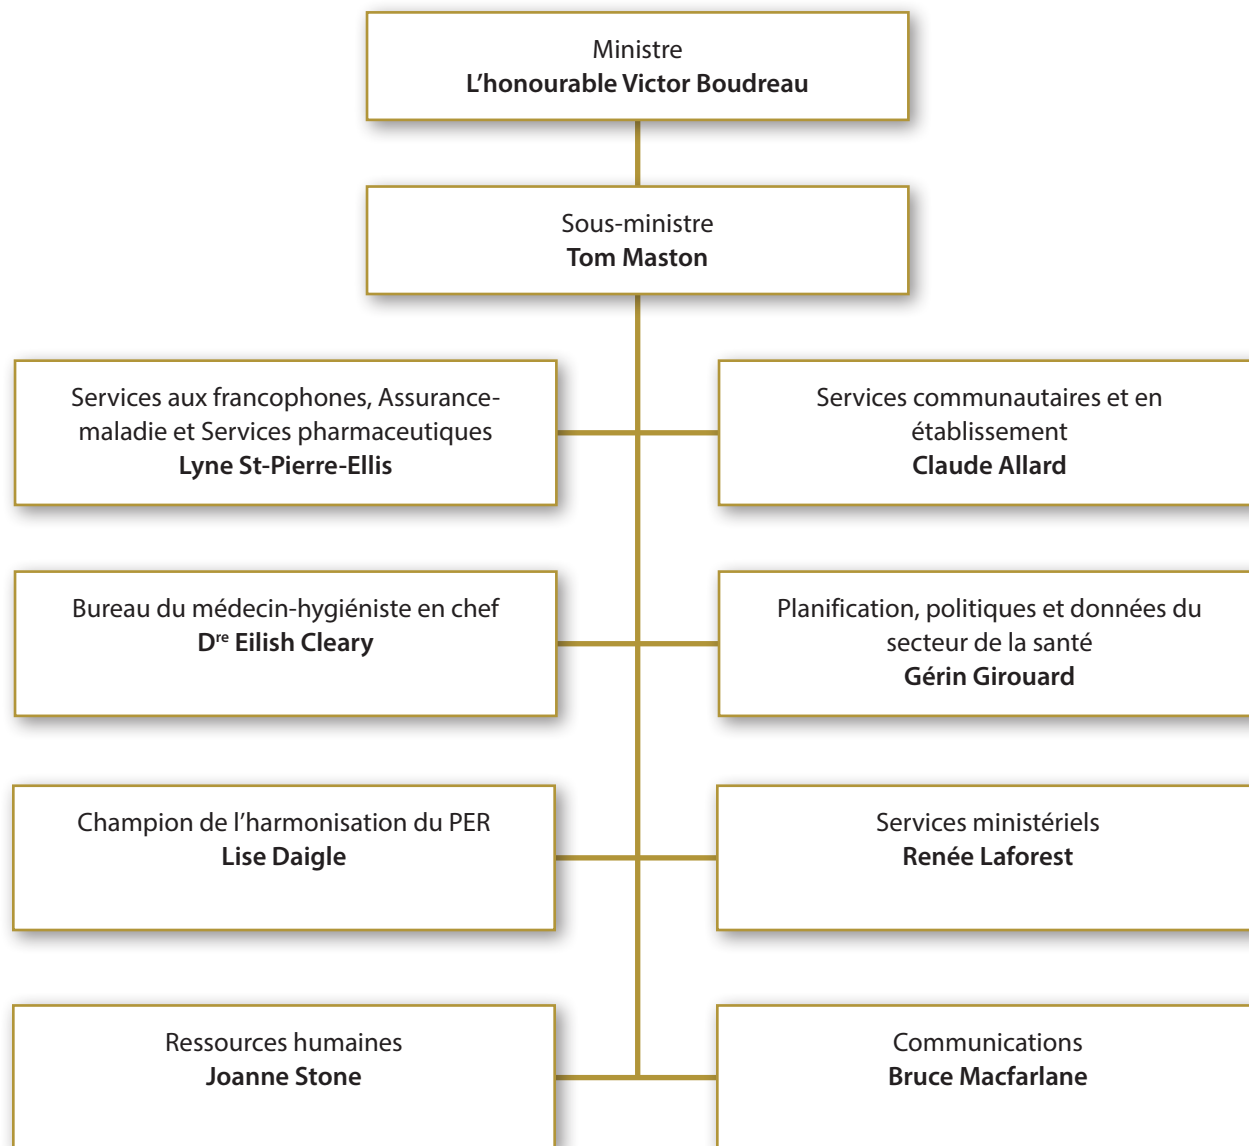 Ministre
L’honourable Victor Boudreau
Sous-ministre
Tom Maston
Services aux francophones, Assurance-
maladie et Services pharmaceutiques
Lyne St-Pierre-Ellis
Services communautaires et en
établissement
Claude Allard
Bureau du médecin-hygiéniste en chef
Dre Eilish Cleary
Planification, politiques et données du
secteur de la santé
Gérin Girouard
Champion de l’harmonisation du PER
Lise Daigle
Services ministériels
Renée Laforest
Ressources humaines
Joanne Stone
Communications
Bruce Macfarlane